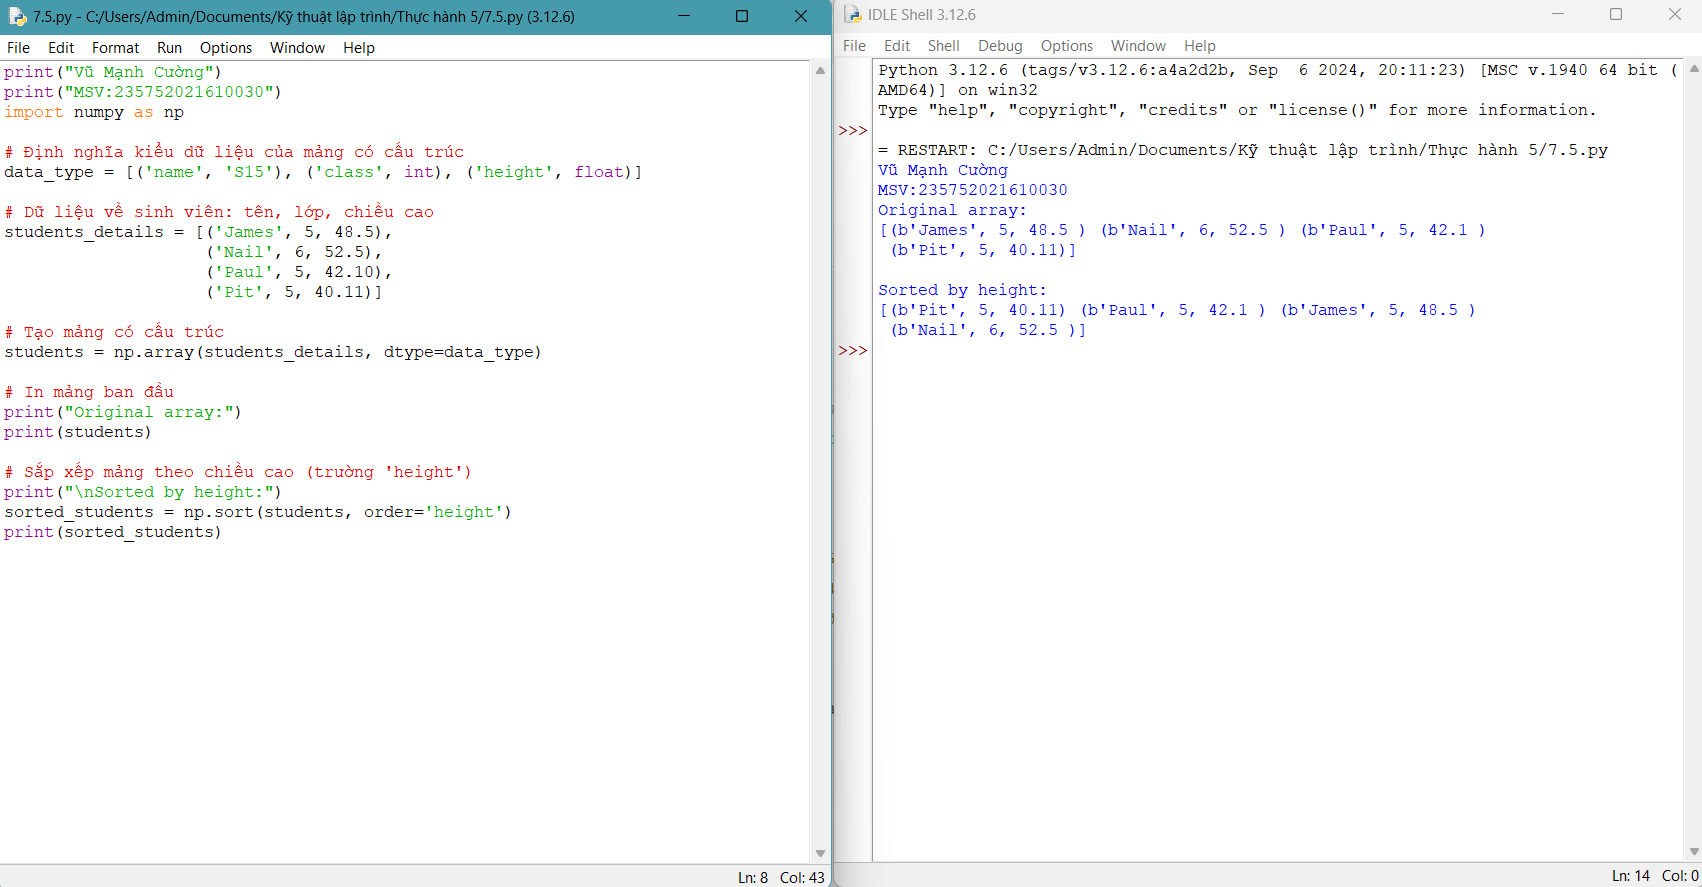 7.5.py - C:/Users/Admin/Documents/Kỹ thuật lập trình/Thực hành 5/7.5.py (3.12.6)
File Edit Format Run Options Window Help
print("Vũ Mạnh Cường")
print("MSV:235752021610030")
import numpy as np
# Định nghĩa kiểu dữ liệu của mảng có cấu trúc
data_type = [('name', 'S15'), ('class', int), ('height', float)]
# Dữ liệu về sinh viên: tên, lớp, chiều cao
students_details = [('James', 5, 48.5),
('Nail', 6, 52.5),
('Paul', 5, 42.10),
('Pit', 5, 40.11)]
# Tạo mảng có cấu trúc
students = np.array(students_details, dtype=data_type)
# In mảng ban đầu
print("Original array:")
print(students)
# Sắp xếp mảng theo chiều cao (trường 'height')
print("\nSorted by height:")
sorted_students = np.sort(students, order='height')
print(sorted_students)
Ln: 8 Col: 43
IDLE Shell 3.12.6
File Edit Shell Debug Options Window Help
Python 3.12.6 (tags/v3.12.6:a4a2d2b, Sep  6 2024, 20:11:23) [MSC v.1940 64 bit (
AMD64)] on win32
Type "help", "copyright", "credits" or "license()" for more information.
>>>
= RESTART: C:/Users/Admin/Documents/Kỹ thuật lập trình/Thực hành 5/7.5.py
Vũ Mạnh Cường
MSV:235752021610030
Original array:
[(b'James', 5, 48.5 ) (b'Nail', 6, 52.5 ) (b'Paul', 5, 42.1 )
(b'Pit', 5, 40.11)]
Sorted by height:
[(b'Pit', 5, 40.11) (b'Paul', 5, 42.1 ) (b'James', 5, 48.5 )
(b'Nail', 6, 52.5 )]
>>>
Ln: 14 Col: 0